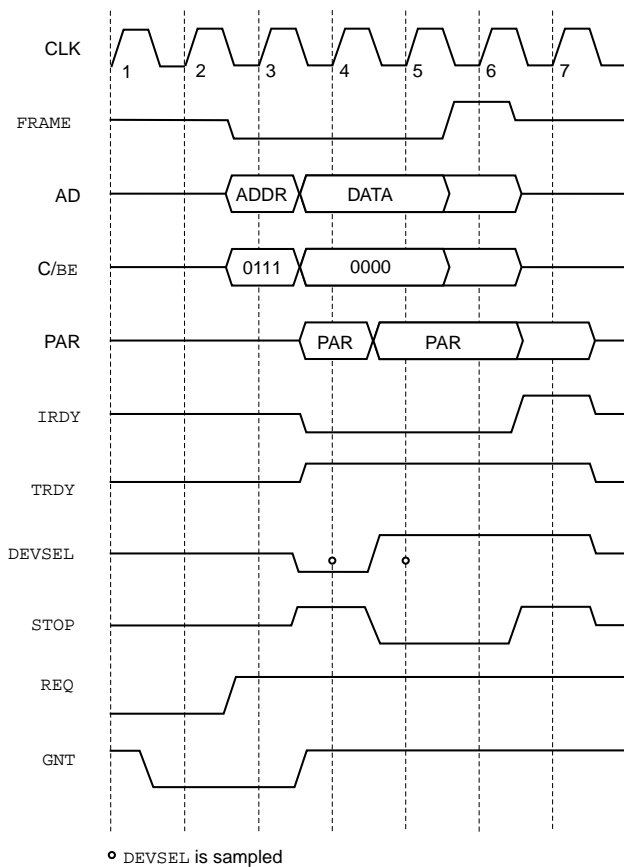 CLK
1 2 3 4 5 6 7
FRAME
AD ADDR DATA
C/BE 0111 0000
PAR PAR PAR
IRDY
TRDY
DEVSEL
STOP
REQ
GNT
DEVSEL is sampled